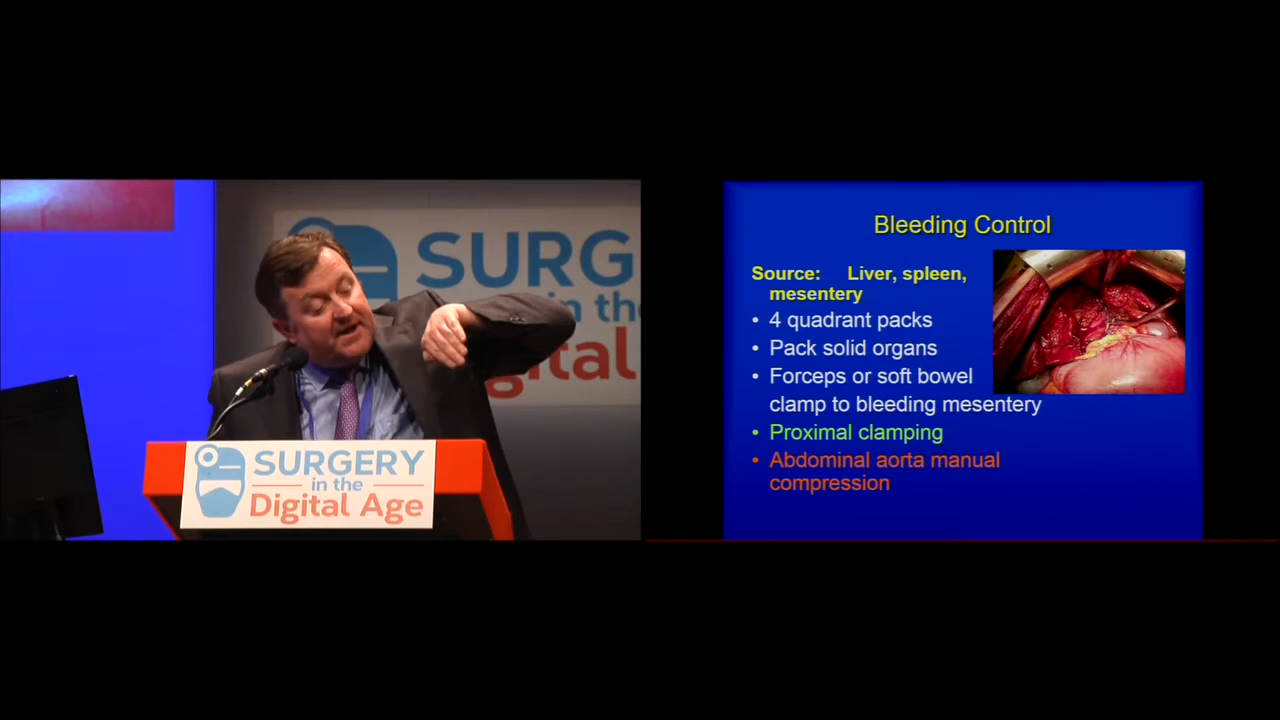 SURG
in the
gital
SURGERY
in the
Digital Age
Bleeding Control
Source: Liver, spleen,
mesentery
• 4 quadrant packs
• Pack solid organs
• Forceps or soft bowel
clamp to bleeding mesentery
• Proximal clamping
• Abdominal aorta manual
compression